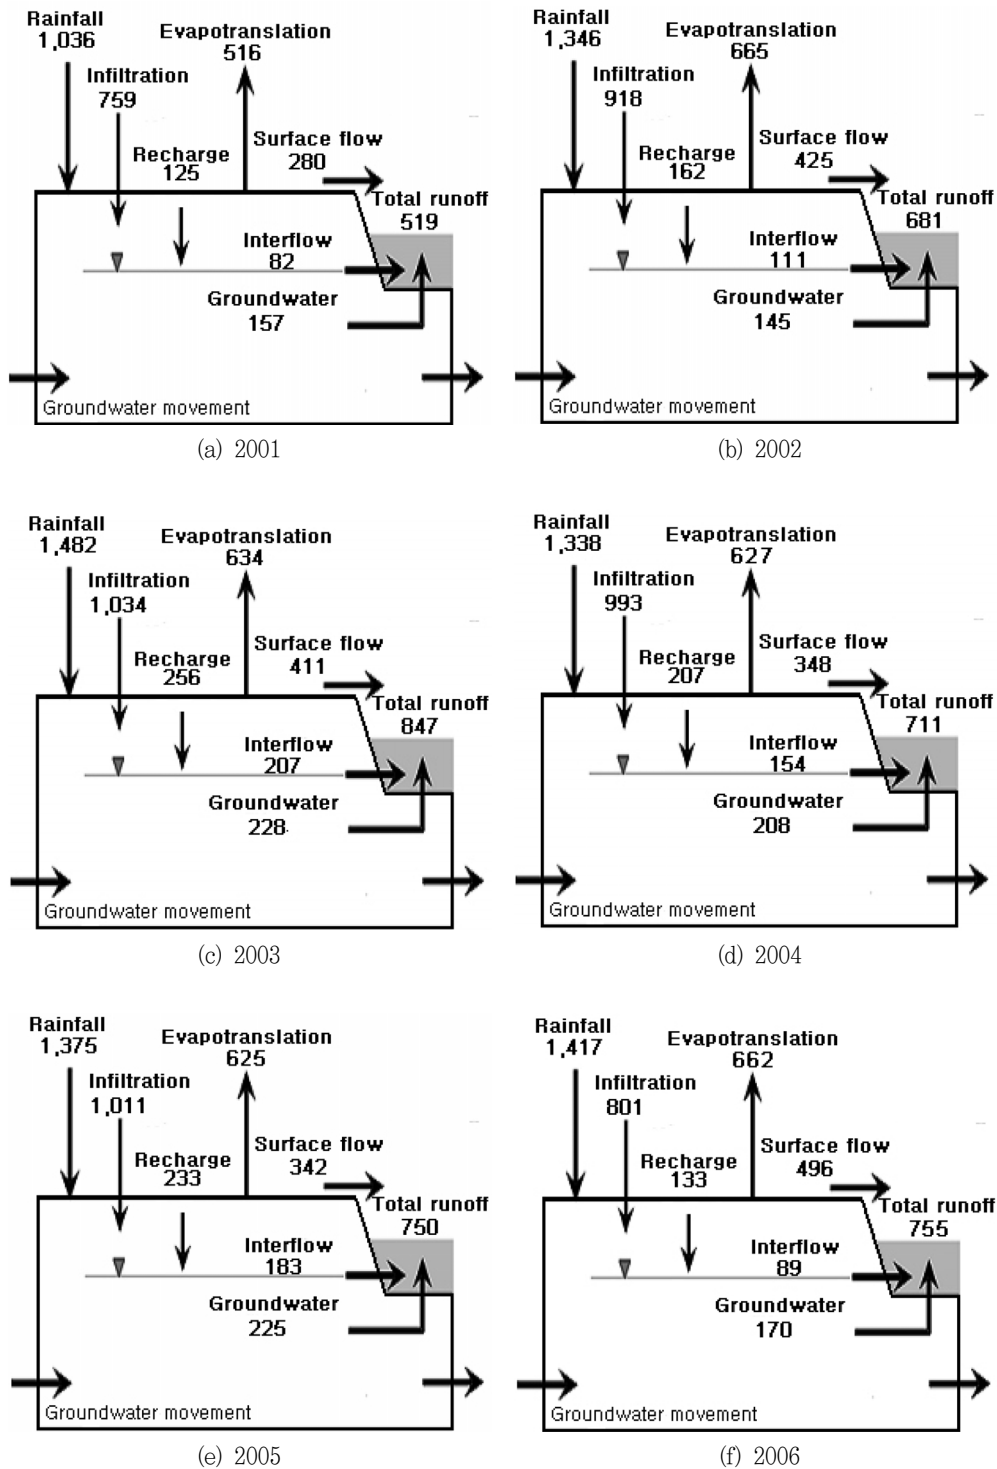 Rainfall
1,036
Evapotranslation
516
Infiltration
759
Surface flow
280
Recharge
125
Total runoff
519
Interflow
82
Groundwater
157
Groundwater movement
(a) 2001
Rainfall
1,346
Evapotranslation
665
Infiltration
918
Surface flow
425
Recharge
162
Total runoff
681
Interflow
111
Groundwater
145
Groundwater movement
(b) 2002
Rainfall
1,482
Evapotranslation
634
Infiltration
1,034
Surface flow
411
Recharge
256
Total runoff
847
Interflow
207
Groundwater
228
Groundwater movement
(c) 2003
Rainfall
1,338
Evapotranslation
627
Infiltration
993
Surface flow
348
Recharge
207
Total runoff
711
Interflow
154
Groundwater
208
Groundwater movement
(d) 2004
Rainfall
1,375
Evapotranslation
625
Infiltration
1,011
Surface flow
342
Recharge
233
Total runoff
750
Interflow
183
Groundwater
225
Groundwater movement
(e) 2005
Rainfall
1,417
Evapotranslation
662
Infiltration
801
Surface flow
496
Recharge
133
Total runoff
755
Interflow
89
Groundwater
170
Groundwater movement
(f) 2006